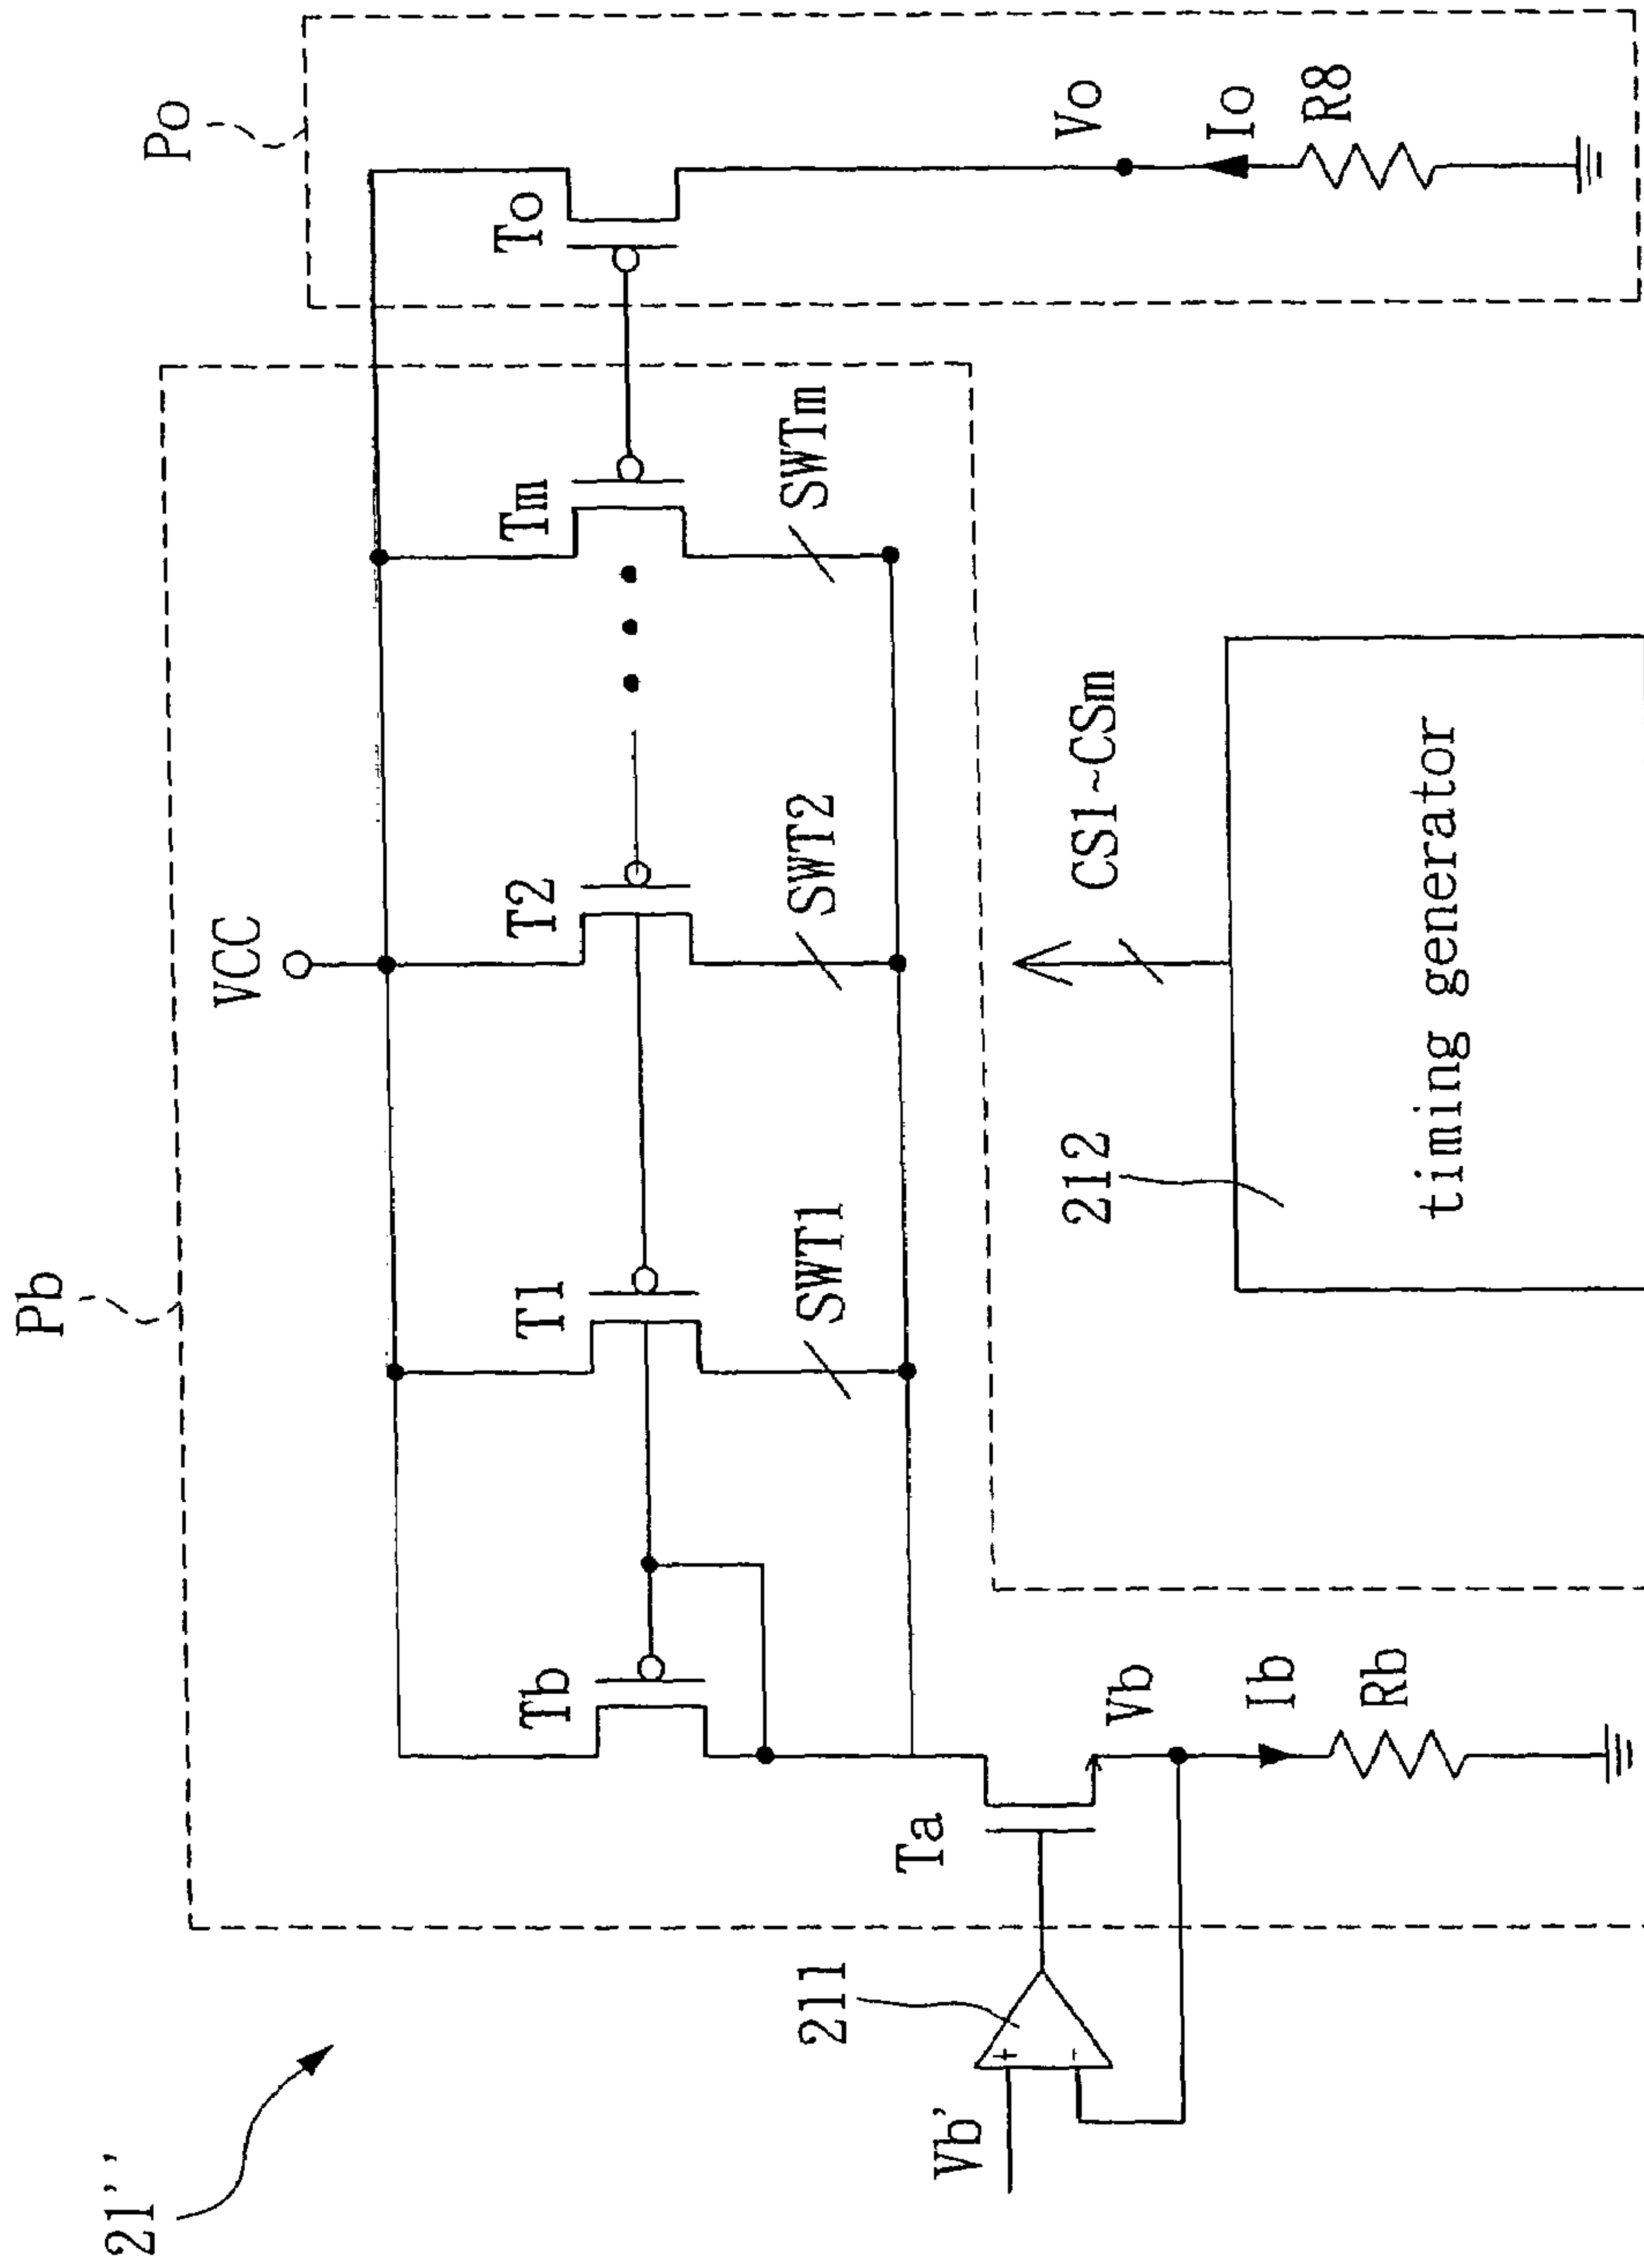 21''
Pb
Po
VCC
Tb
T1
T2
Tm
To
SWT1
SWT2
SWTm
Vo
Io
R8
Vb'
+
-
211
Ta
Vb
Ib
Rb
CS1~CSm
212
timing generator